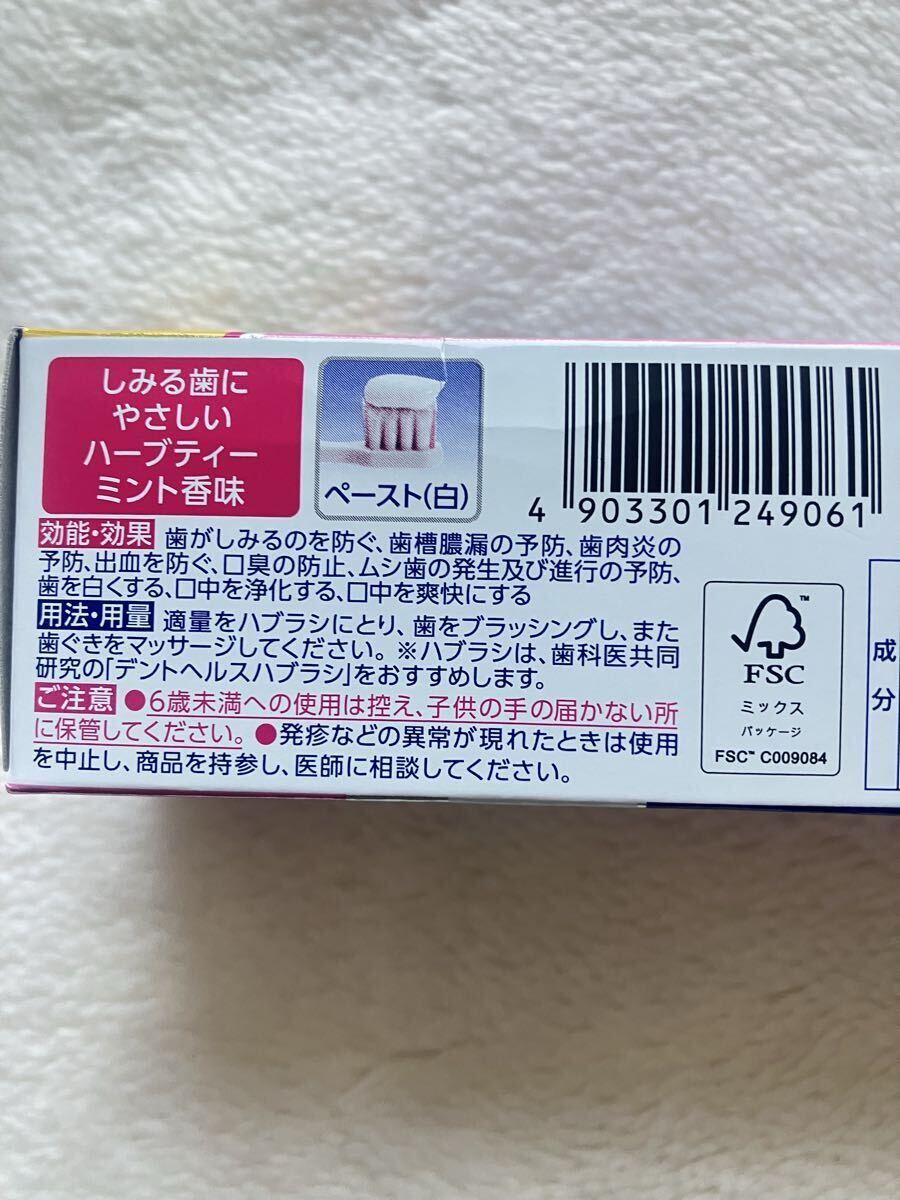 しみる歯に
やさしい
ハーブティー
ミント香味
ペースト(白)
4 903301 249061
効能・効果 歯がしみるのを防ぐ、歯槽膿漏の予防、歯肉炎の
予防、出血を防ぐ、口臭の防止、ムシ歯の発生及び進行の予防、
歯を白くする、口中を浄化する、口中を爽快にする
用法・用量 適量をハブラシにとり、歯をブラッシングし、また
歯ぐきをマッサージしてください。※ハブラシは、歯科医共同
研究の「デントヘルスハブラシ」をおすすめします。
ご注意 ●6歳未満への使用は控え、子供の手の届かない所
に保管してください。●発疹などの異常が現れたときは使用
を中止し、商品を持参し、医師に相談してください。
™
FSC
ミックス
パッケージ
FSC™ C009084
成
分